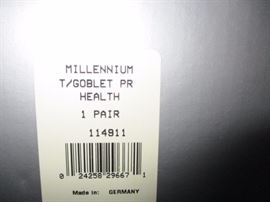 MILLENNIUM
T/GOBLET PR
HEALTH
1 PAIR
114911
0 24258 29667 1
Made in: GERMANY